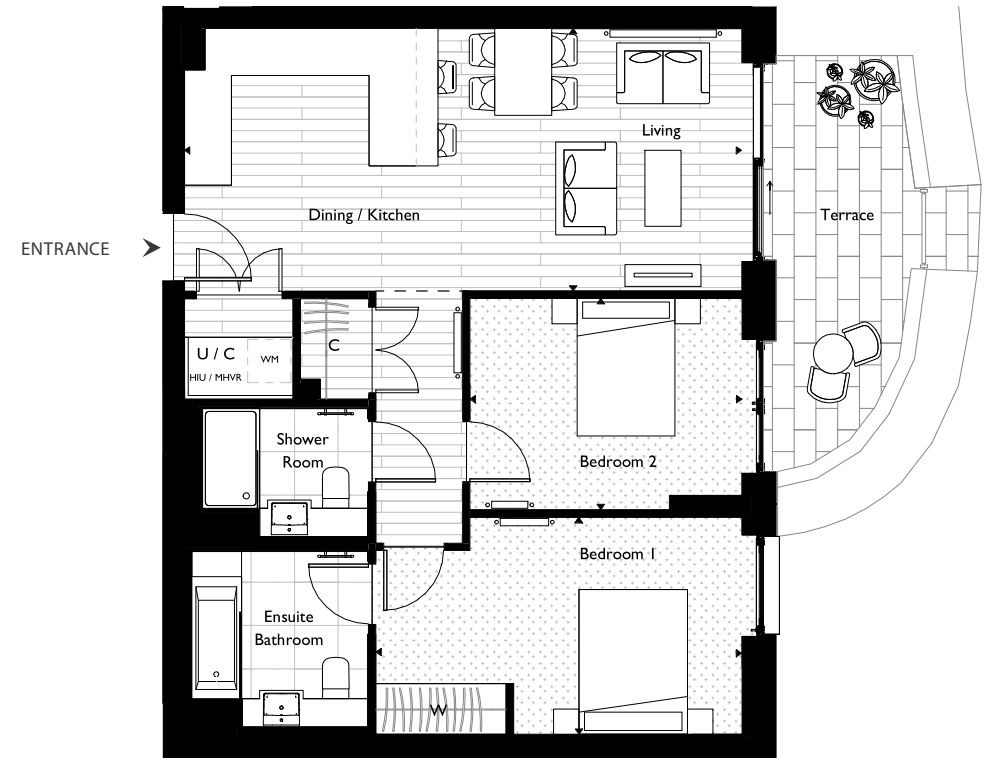 Living
Dining / Kitchen
Terrace
ENTRANCE
U / C
WM
HIU / MHVR
C
Shower
Room
Bedroom 2
Bedroom 1
Ensuite
Bathroom
W